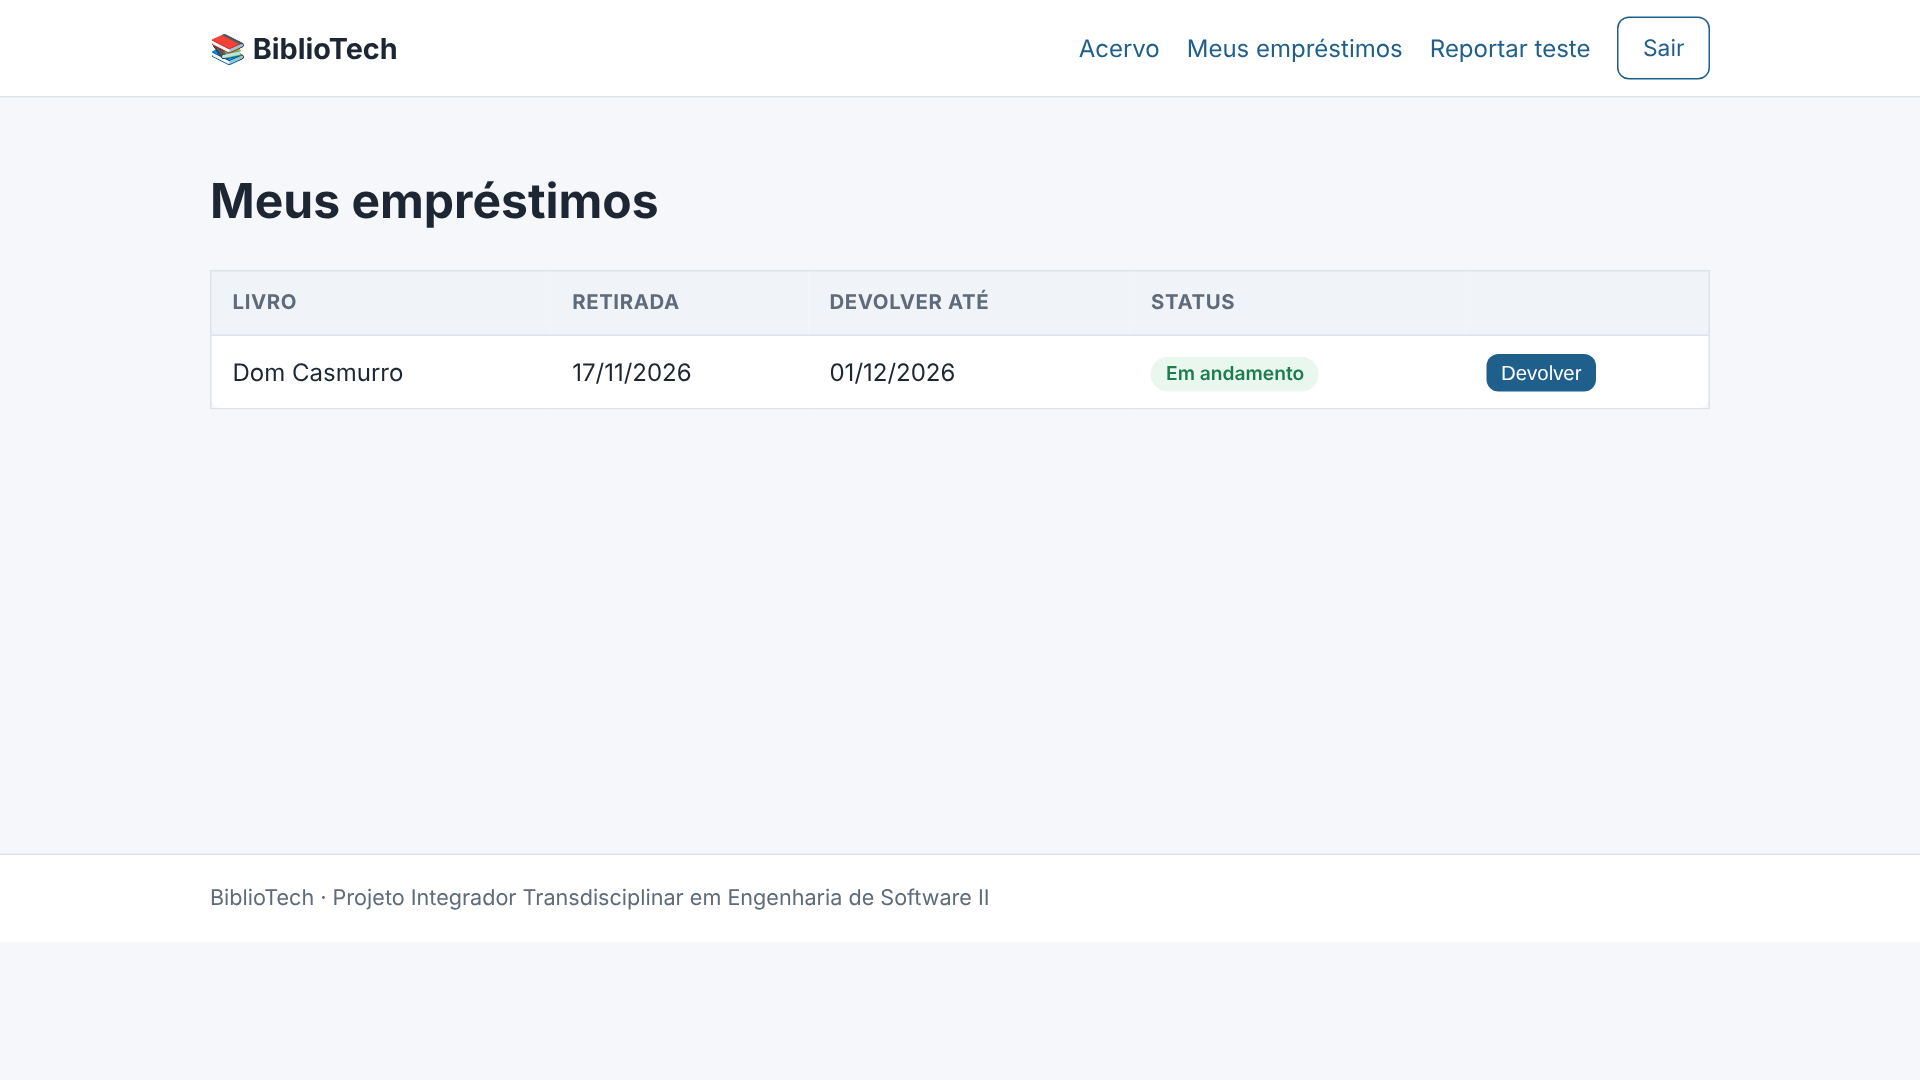 BiblioTech
Acervo Meus empréstimos Reportar teste Sair
Meus empréstimos
LIVRO RETIRADA DEVOLVER ATÉ STATUS
Dom Casmurro 17/11/2026 01/12/2026 Em andamento Devolver
BiblioTech · Projeto Integrador Transdisciplinar em Engenharia de Software II